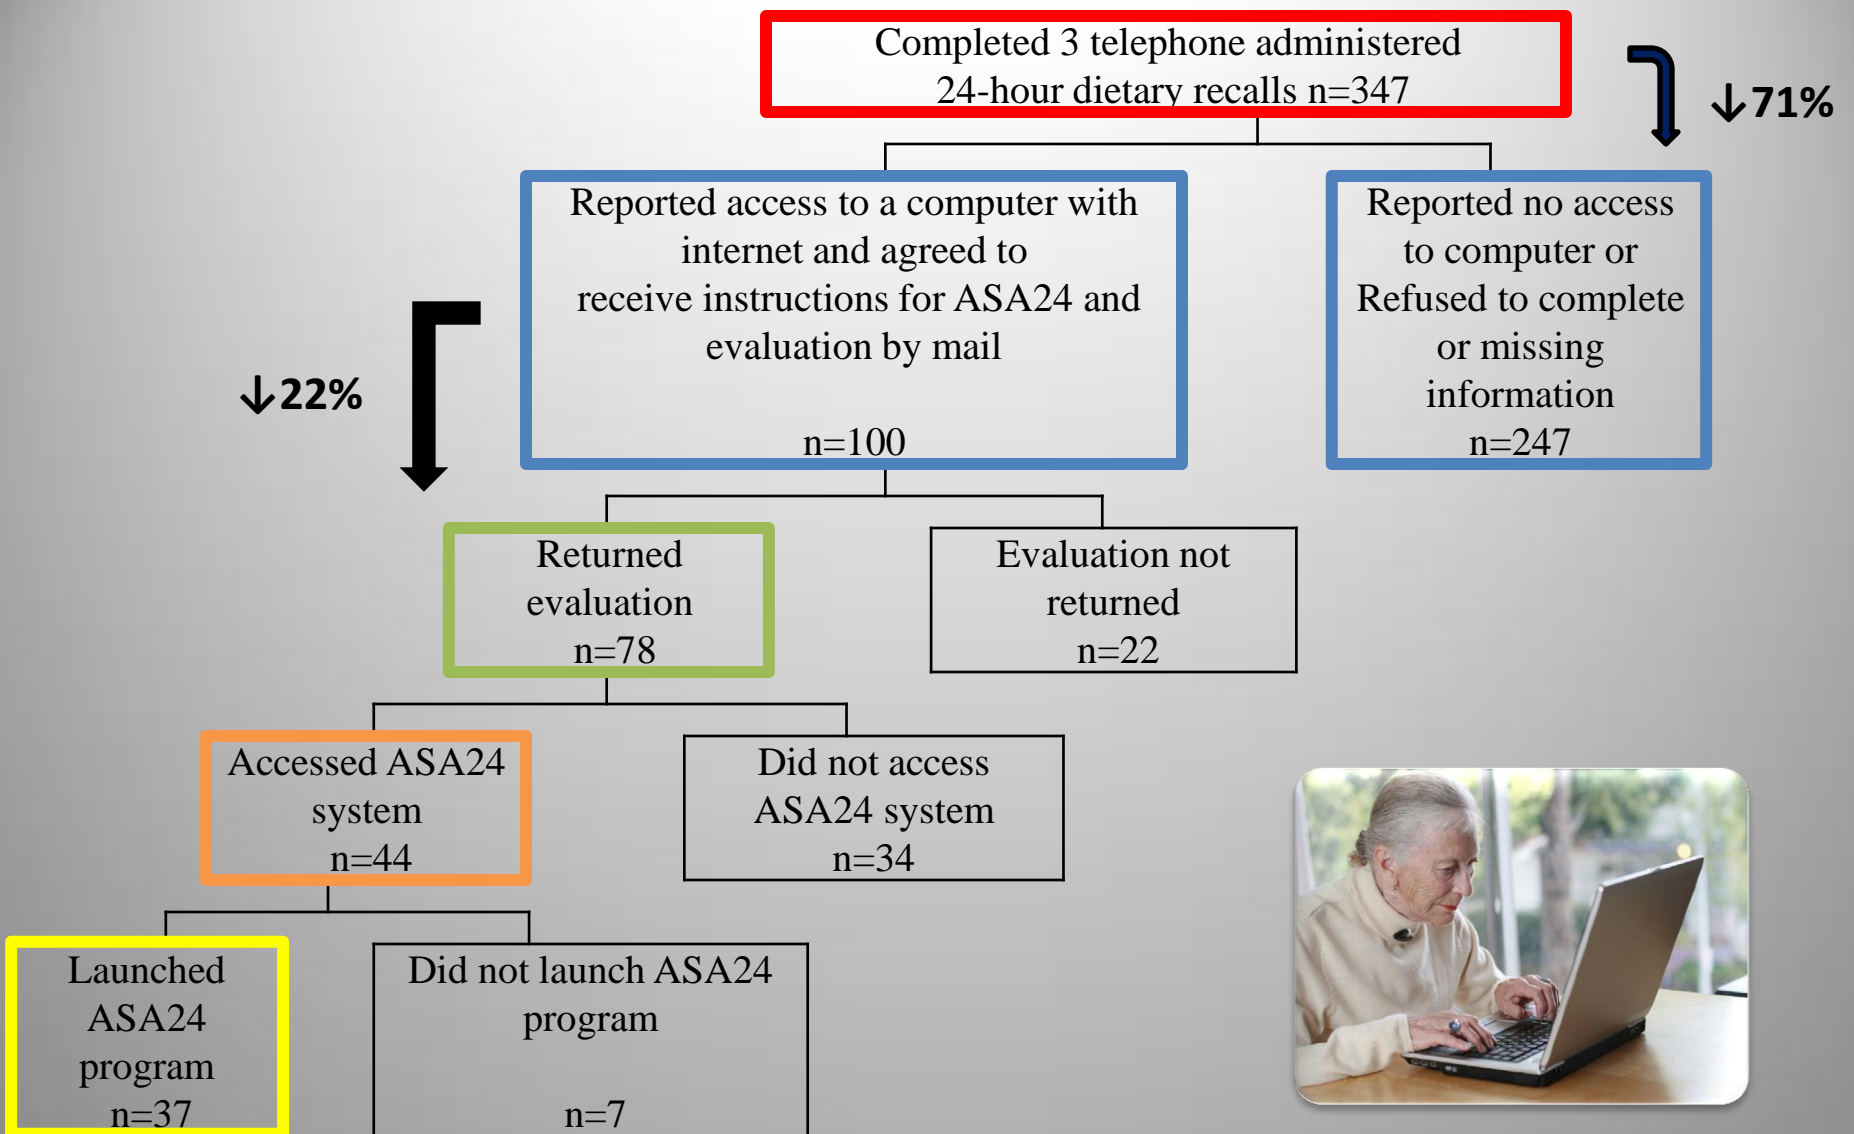 Completed 3 telephone administered
24-hour dietary recalls n=347
↓71%
Reported access to a computer with
internet and agreed to
receive instructions for ASA24 and
evaluation by mail
n=100
Reported no access
to computer or
Refused to complete
or missing
information
n=247
↓22%
Returned
evaluation
n=78
Evaluation not
returned
n=22
Accessed ASA24
system
n=44
Did not access
ASA24 system
n=34
Launched
ASA24
program
n=37
Did not launch ASA24
program
n=7